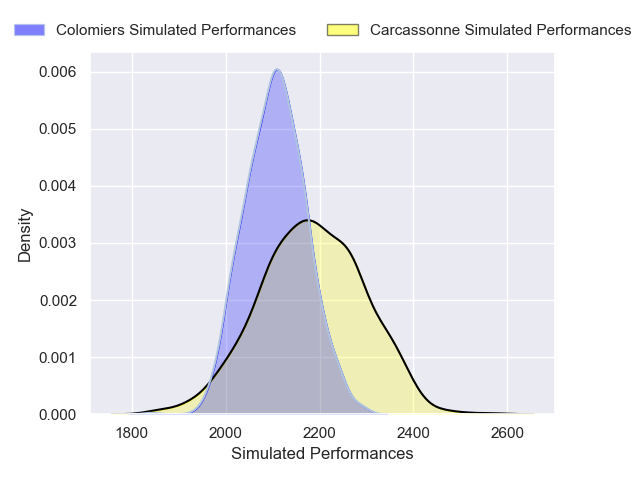 Colomiers Simulated Performances Carcassonne Simulated Performances
0.006
0.005
0.004
0.003
0.002
0.001
0.000
Density
1800 2000 2200 2400 2600
Simulated Performances